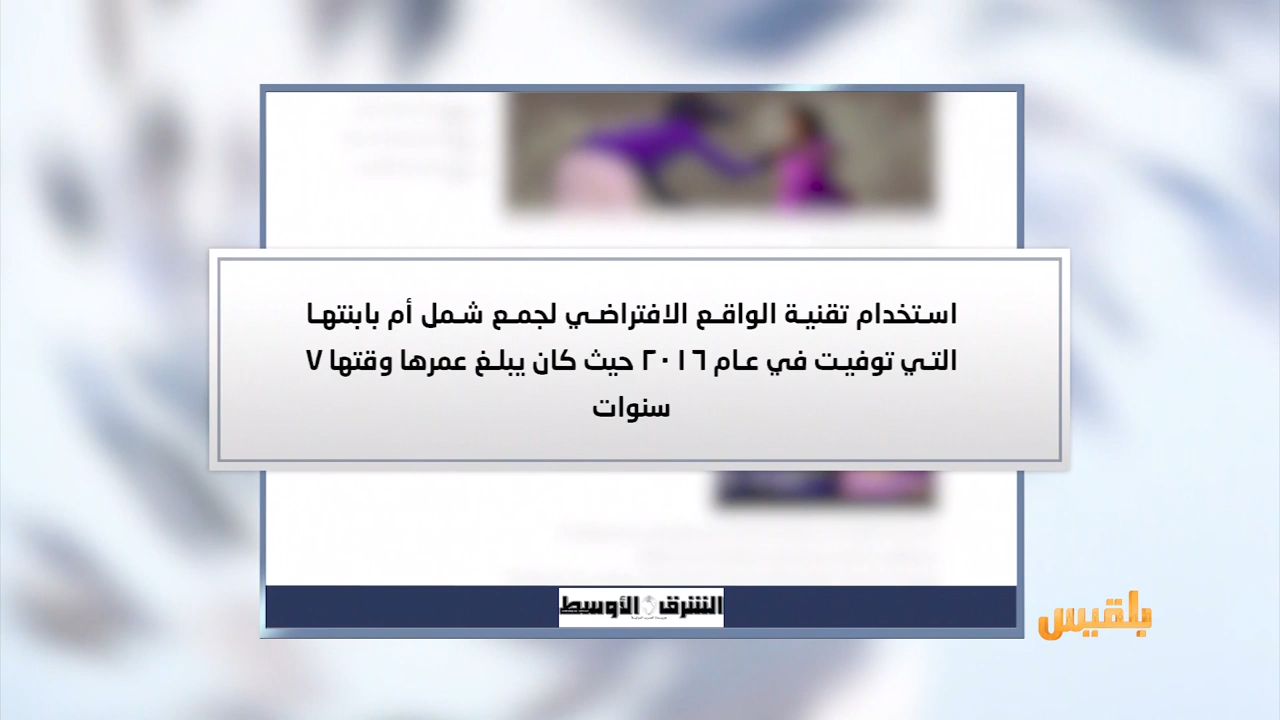 استخدام تقنية الواقع الافتراضي لجمع شمل أم بابنتها
التي توفيت في عام ٢٠١٦ حيث كان يبلغ عمرها وقتها ٧
سنوات
الشرق الأوسط
بلقيس